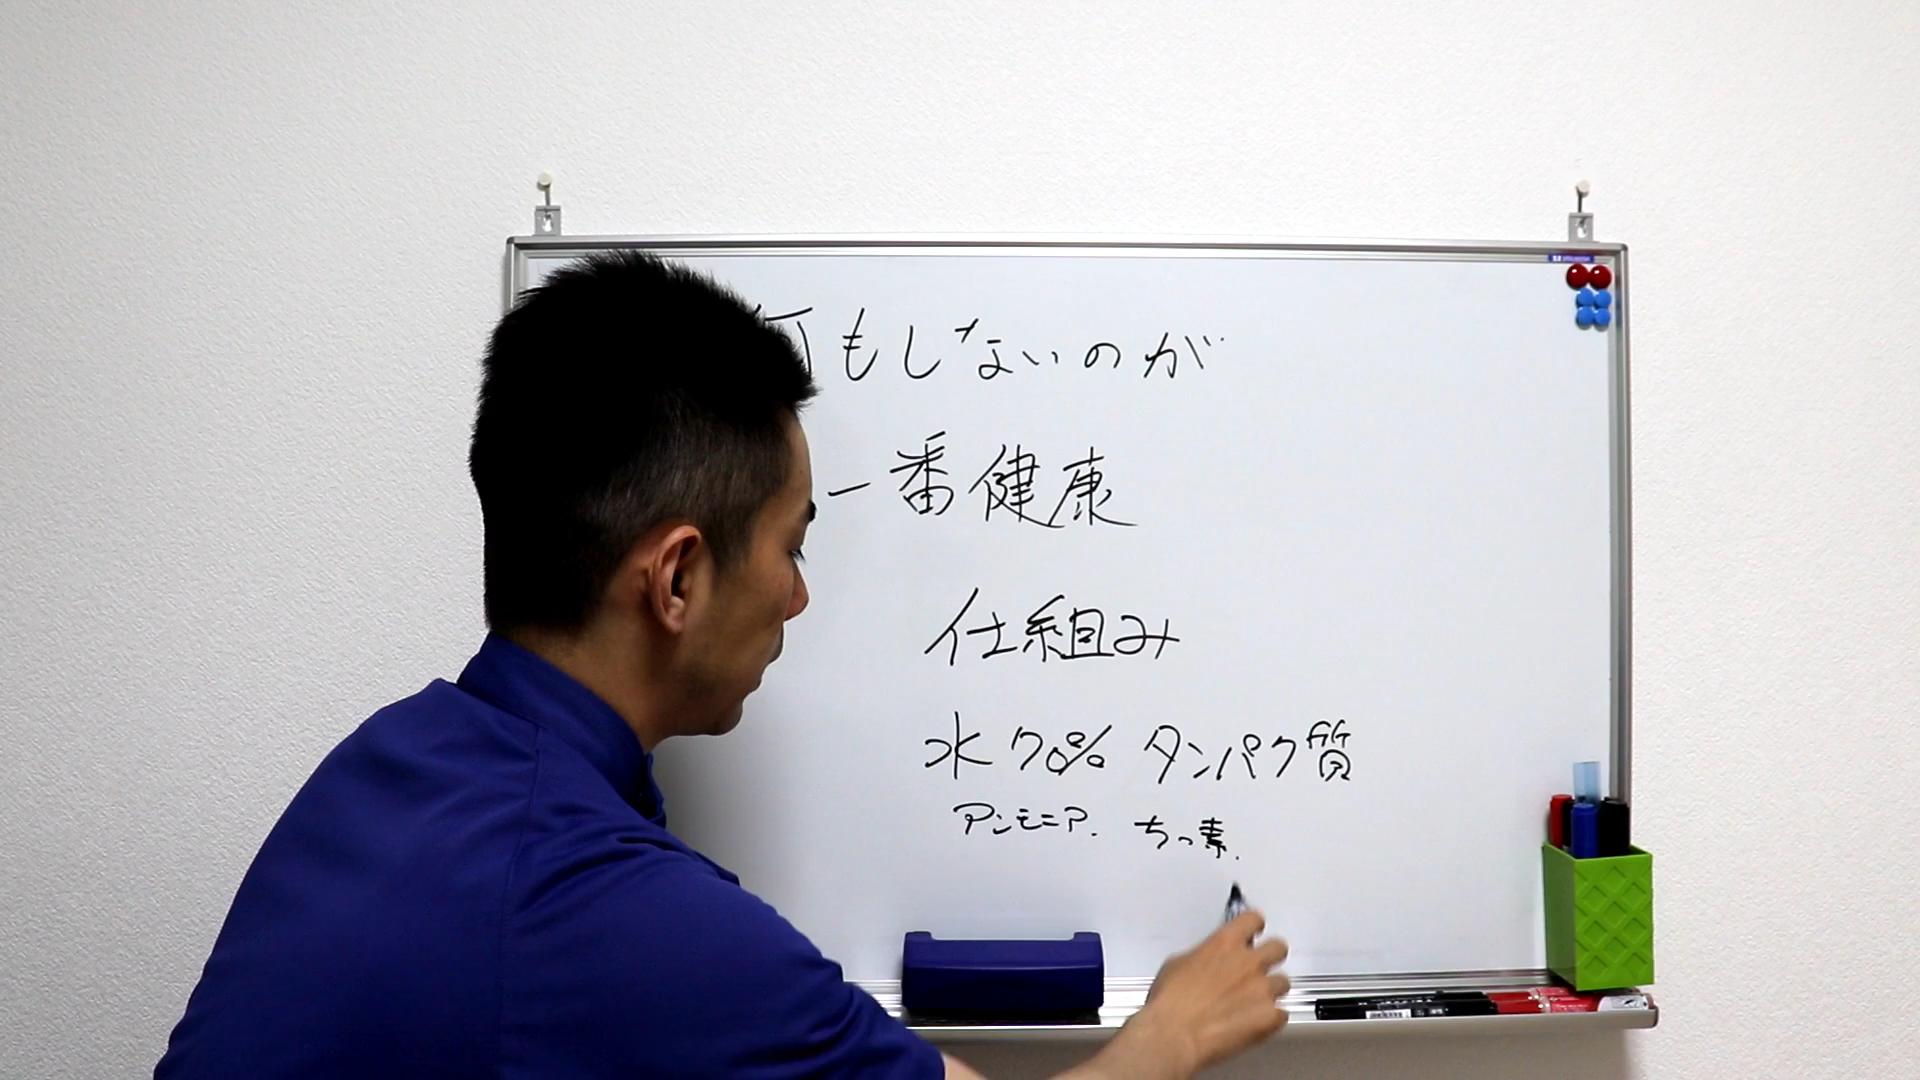 何もしないのが
一番健康
仕組み
水70% タンパク質
アンモニア. ちっ素.